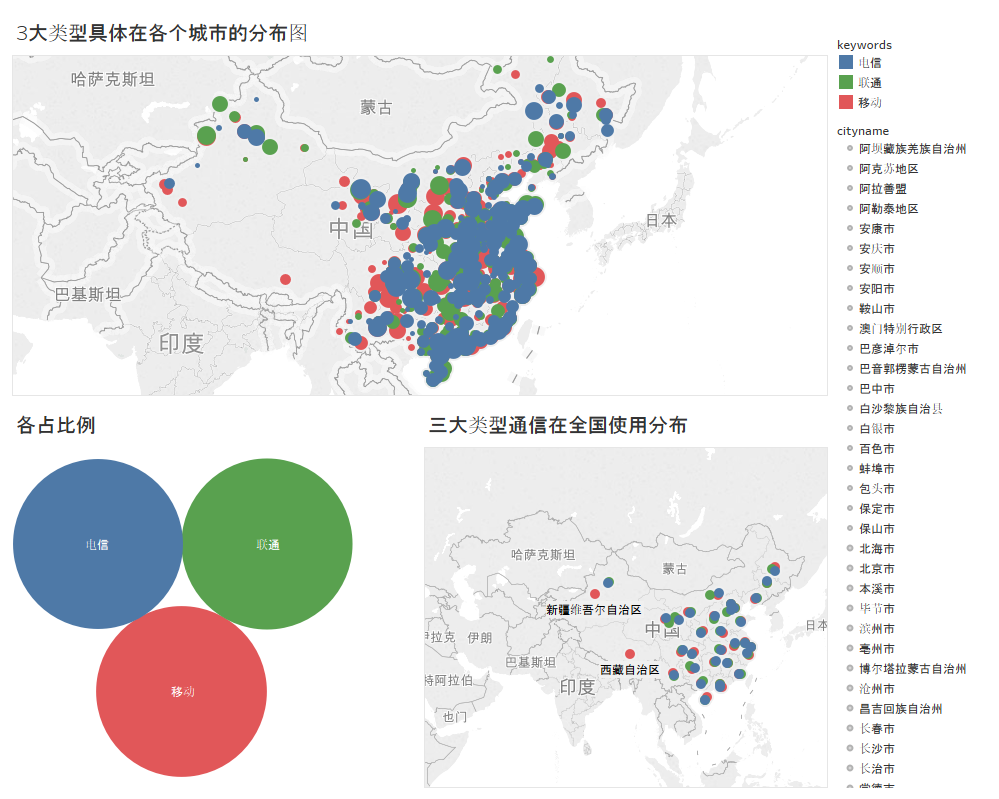 3大类型具体在各个城市的分布图
哈萨克斯坦
蒙古
中国
日本
巴基斯坦
印度
keywords
电信
联通
移动
cityname
阿坝藏族羌族自治州
阿克苏地区
阿拉善盟
阿勒泰地区
安康市
安庆市
安顺市
安阳市
鞍山市
澳门特别行政区
巴彦淖尔市
巴音郭楞蒙古自治州
巴中市
白沙黎族自治县
白银市
百色市
蚌埠市
包头市
保定市
保山市
北海市
北京市
本溪市
毕节市
滨州市
亳州市
博尔塔拉蒙古自治州
沧州市
昌吉回族自治州
长春市
长沙市
长治市
各占比例
电信
联通
移动
三大类型通信在全国使用分布
哈萨克斯坦
蒙古
新疆维吾尔自治区
中国
日本
伊拉克
伊朗
巴基斯坦
西藏自治区
特阿拉伯
印度
也门